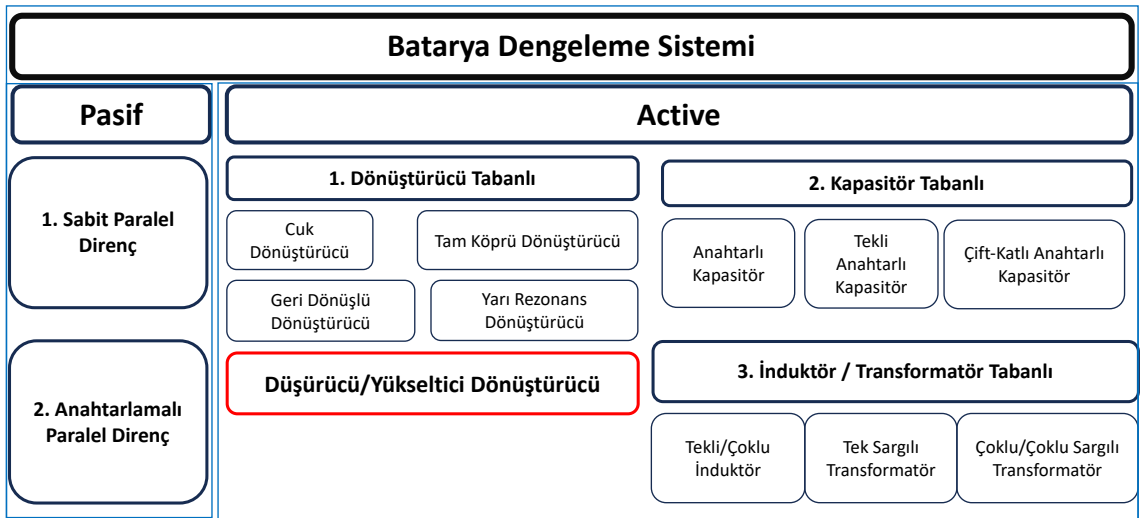 Batarya Dengeleme Sistemi
Pasif
1. Sabit Paralel
Direnç
2. Anahtarlamalı
Paralel Direnç
Active
1. Dönüştürücü Tabanlı
Cuk
Dönüştürücü
Tam Köprü Dönüştürücü
Geri Dönüşlü
Dönüştürücü
Yarı Rezonans
Dönüştürücü
Düşürücü/Yükseltici Dönüştürücü
2. Kapasitör Tabanlı
Anahtarlı
Kapasitör
Tekli
Anahtarlı
Kapasitör
Çift-Katlı Anahtarlı
Kapasitör
3. İnduktör / Transformatör Tabanlı
Tekli/Çoklu
İnduktör
Tek Sargılı
Transformatör
Çoklu/Çoklu Sargılı
Transformatör